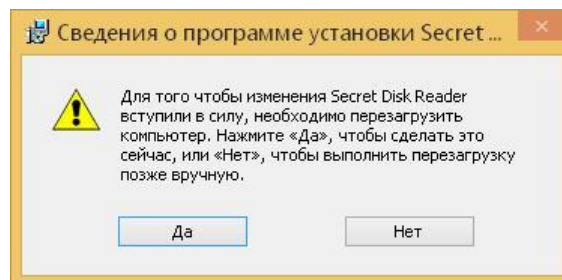 Сведения о программе установки Secret ...
Для того чтобы изменения Secret Disk Reader
вступили в силу, необходимо перезагрузить
компьютер. Нажмите «Да», чтобы сделать это
сейчас, или «Нет», чтобы выполнить перезагрузку
позже вручную.
Да
Нет